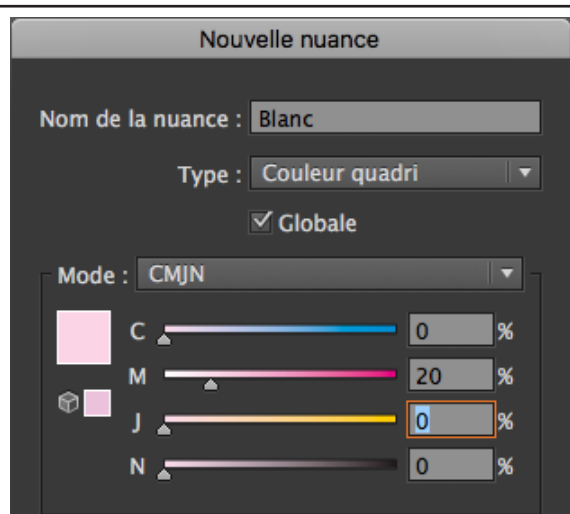 Nouvelle nuance
Nom de la nuance : Blanc
Type : Couleur quadri
Globale
Mode : CMJN
C 0 %
M 20 %
J 0 %
N 0 %